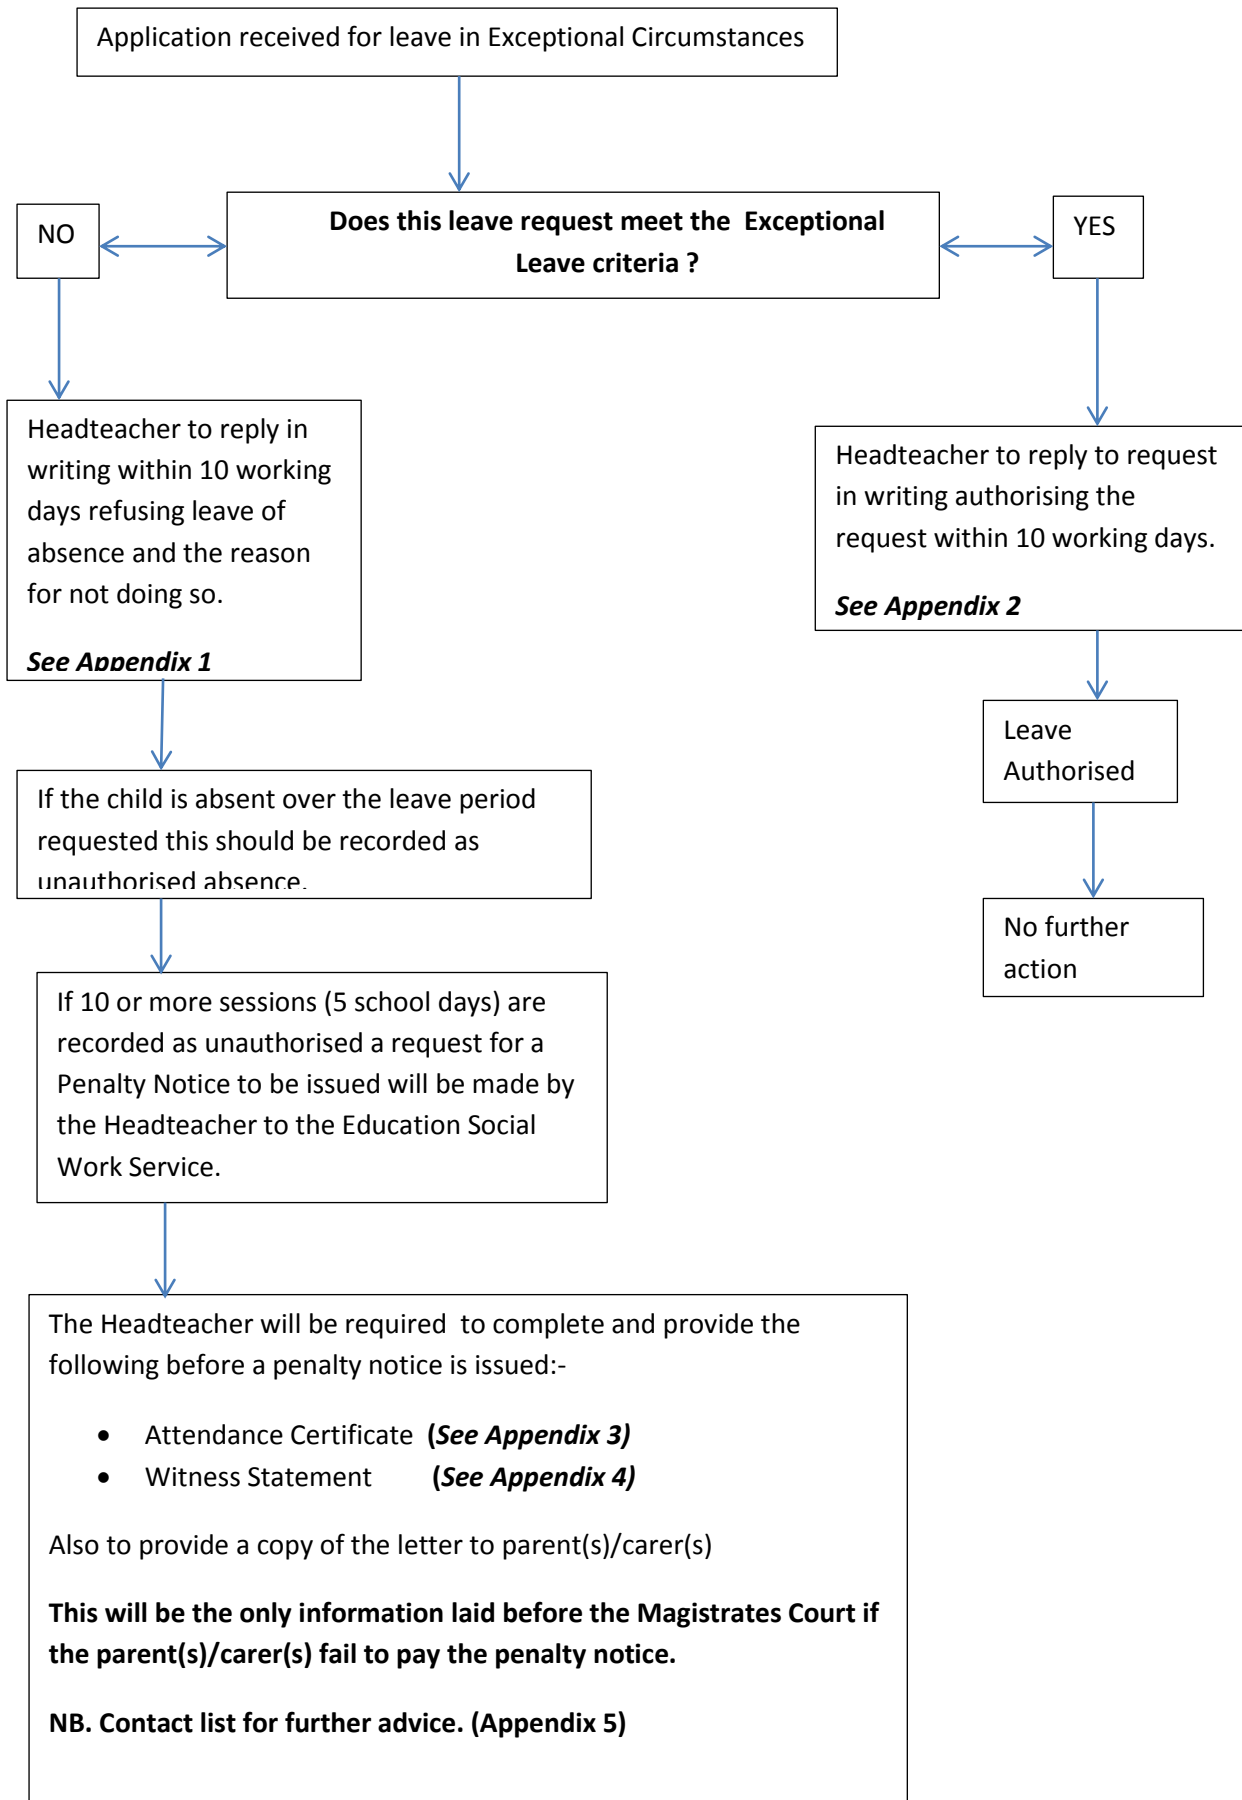 Application received for leave in Exceptional Circumstances
NO
Does this leave request meet the  Exceptional
Leave criteria ?
YES
Headteacher to reply in
writing within 10 working
days refusing leave of
absence and the reason
for not doing so.
See Appendix 1
Headteacher to reply to request
in writing authorising the
request within 10 working days.
See Appendix 2
Leave
Authorised
If the child is absent over the leave period
requested this should be recorded as
unauthorised absence.
No further
action
If 10 or more sessions (5 school days) are
recorded as unauthorised a request for a
Penalty Notice to be issued will be made by
the Headteacher to the Education Social
Work Service.
The Headteacher will be required  to complete and provide the
following before a penalty notice is issued:-
• Attendance Certificate  (See Appendix 3)
• Witness Statement (See Appendix 4)
Also to provide a copy of the letter to parent(s)/carer(s)
This will be the only information laid before the Magistrates Court if
the parent(s)/carer(s) fail to pay the penalty notice.
NB. Contact list for further advice. (Appendix 5)